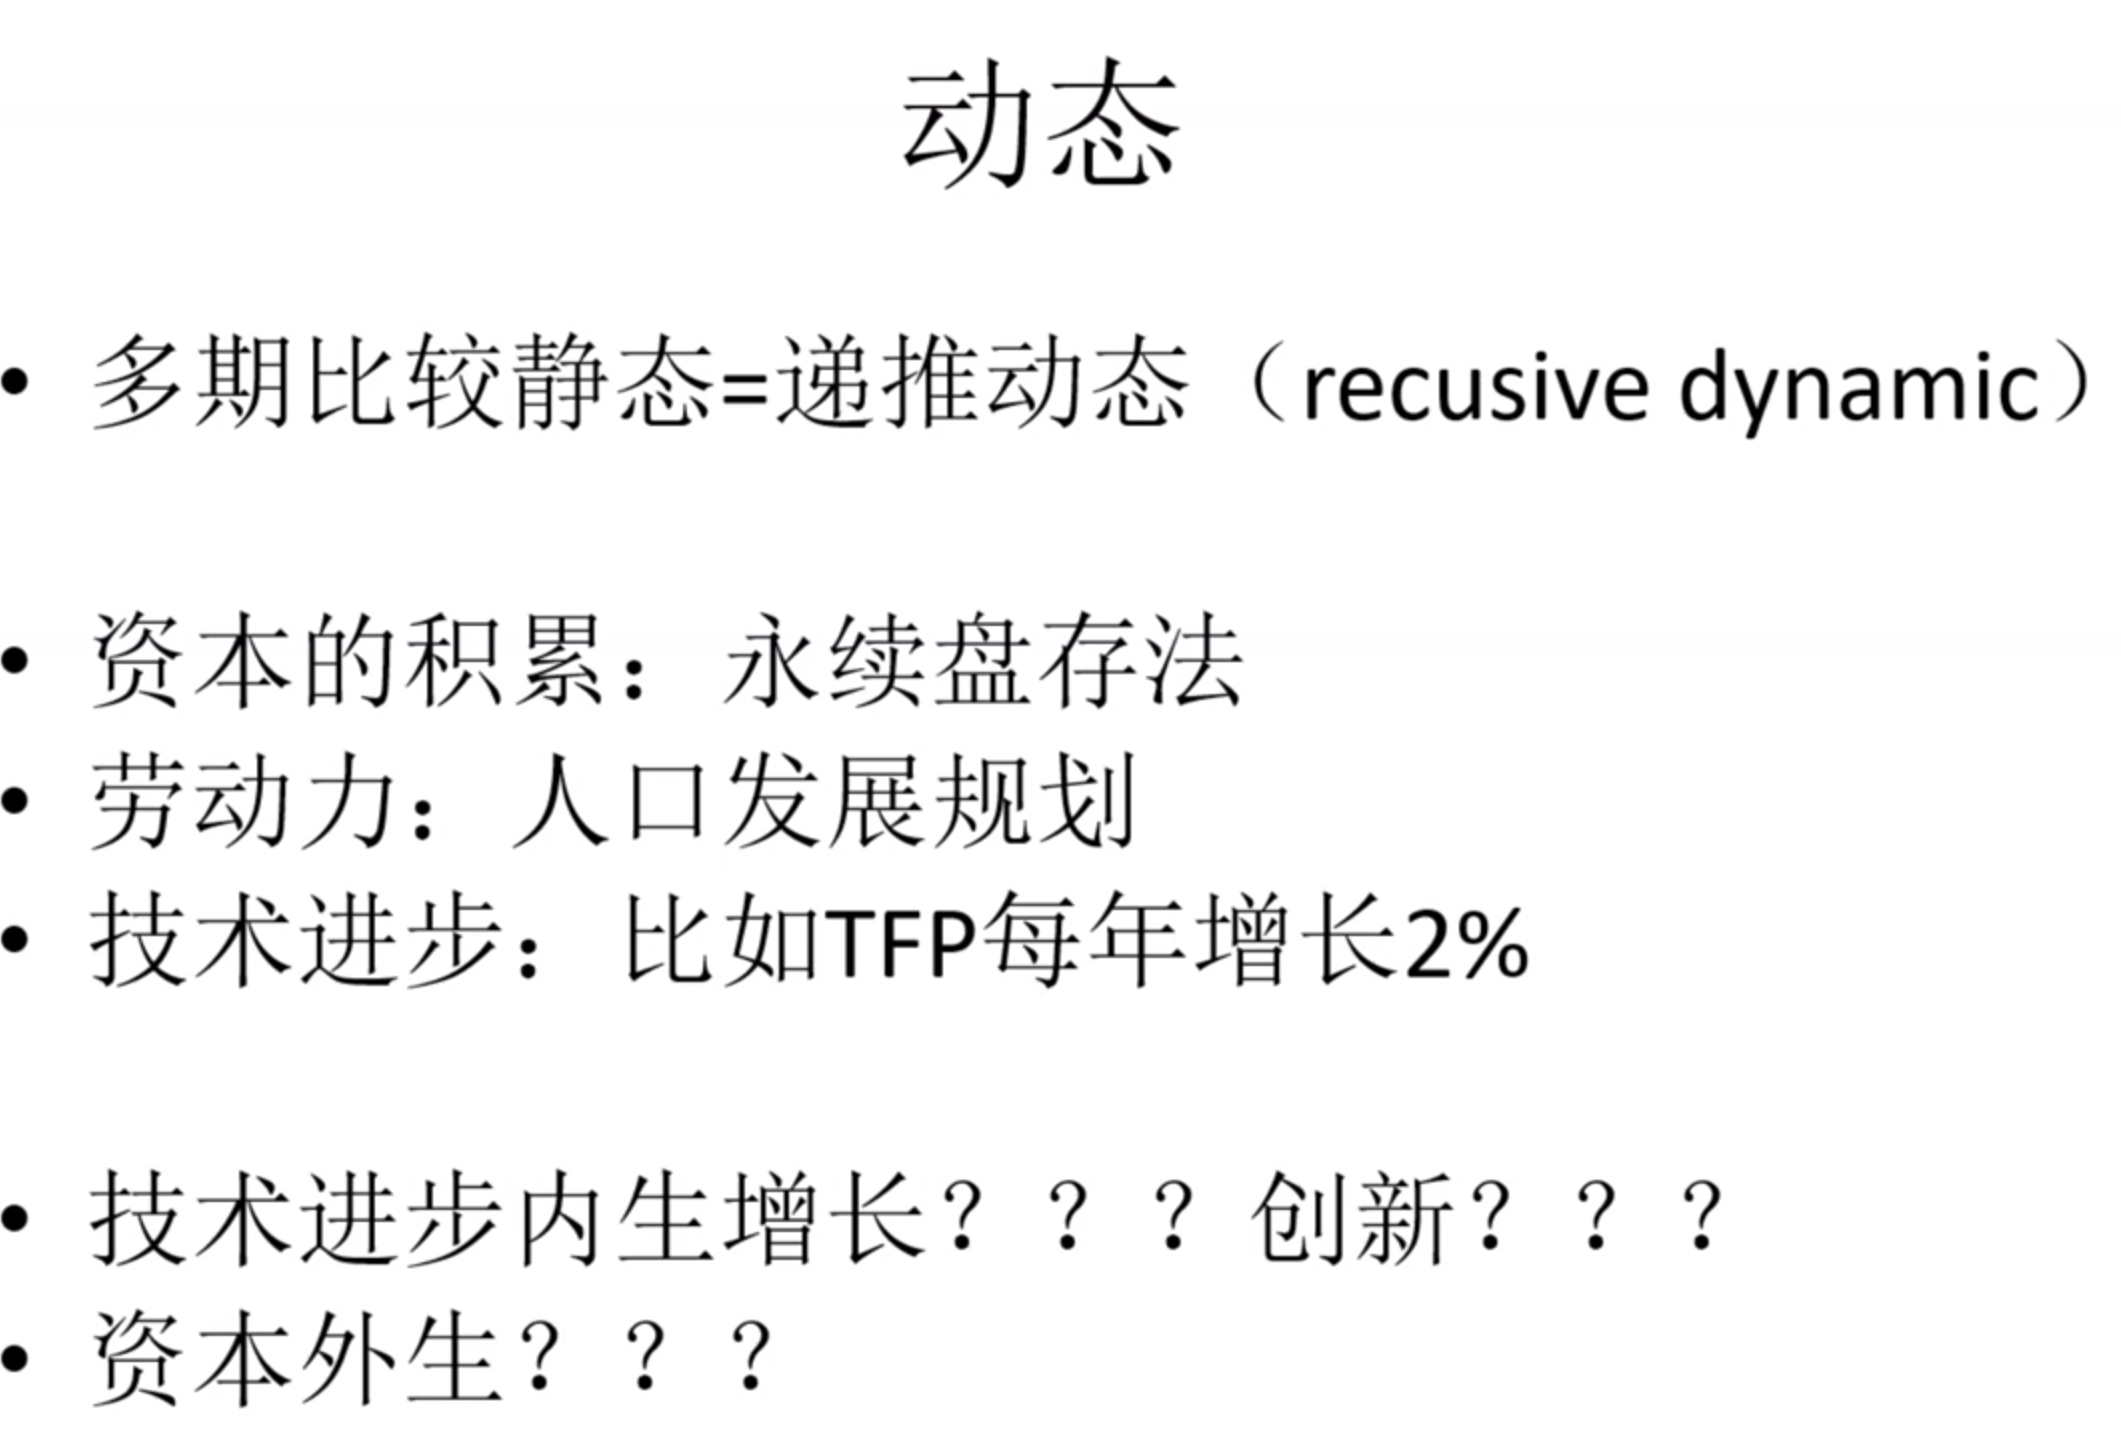 动态
• 多期比较静态=递推动态（recusive dynamic）
• 资本的积累：永续盘存法
• 劳动力：人口发展规划
• 技术进步：比如TFP每年增长2%
• 技术进步内生增长？？？创新？？？
• 资本外生？？？